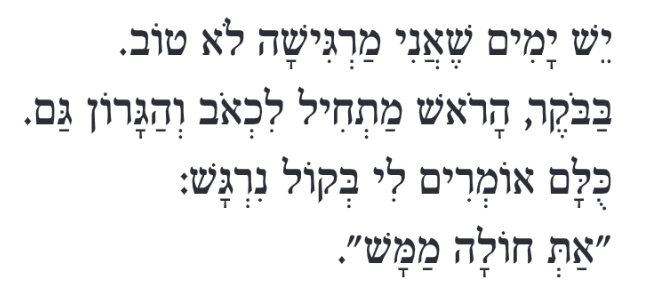 יֵשׁ יָמִים שֶׁאֲנִי מַרְגִּישָׁה לֹא טוֹב.
בַּבֹּקֶר, הָרֹאשׁ מַתְחִיל לִכְאֹב וְהַגָּרוֹן גַּם.
כֻּלָּם אוֹמְרִים לִי בְּקוֹל נִרְגָּשׁ:
"אַתְּ חוֹלָה מַמָּשׁ".